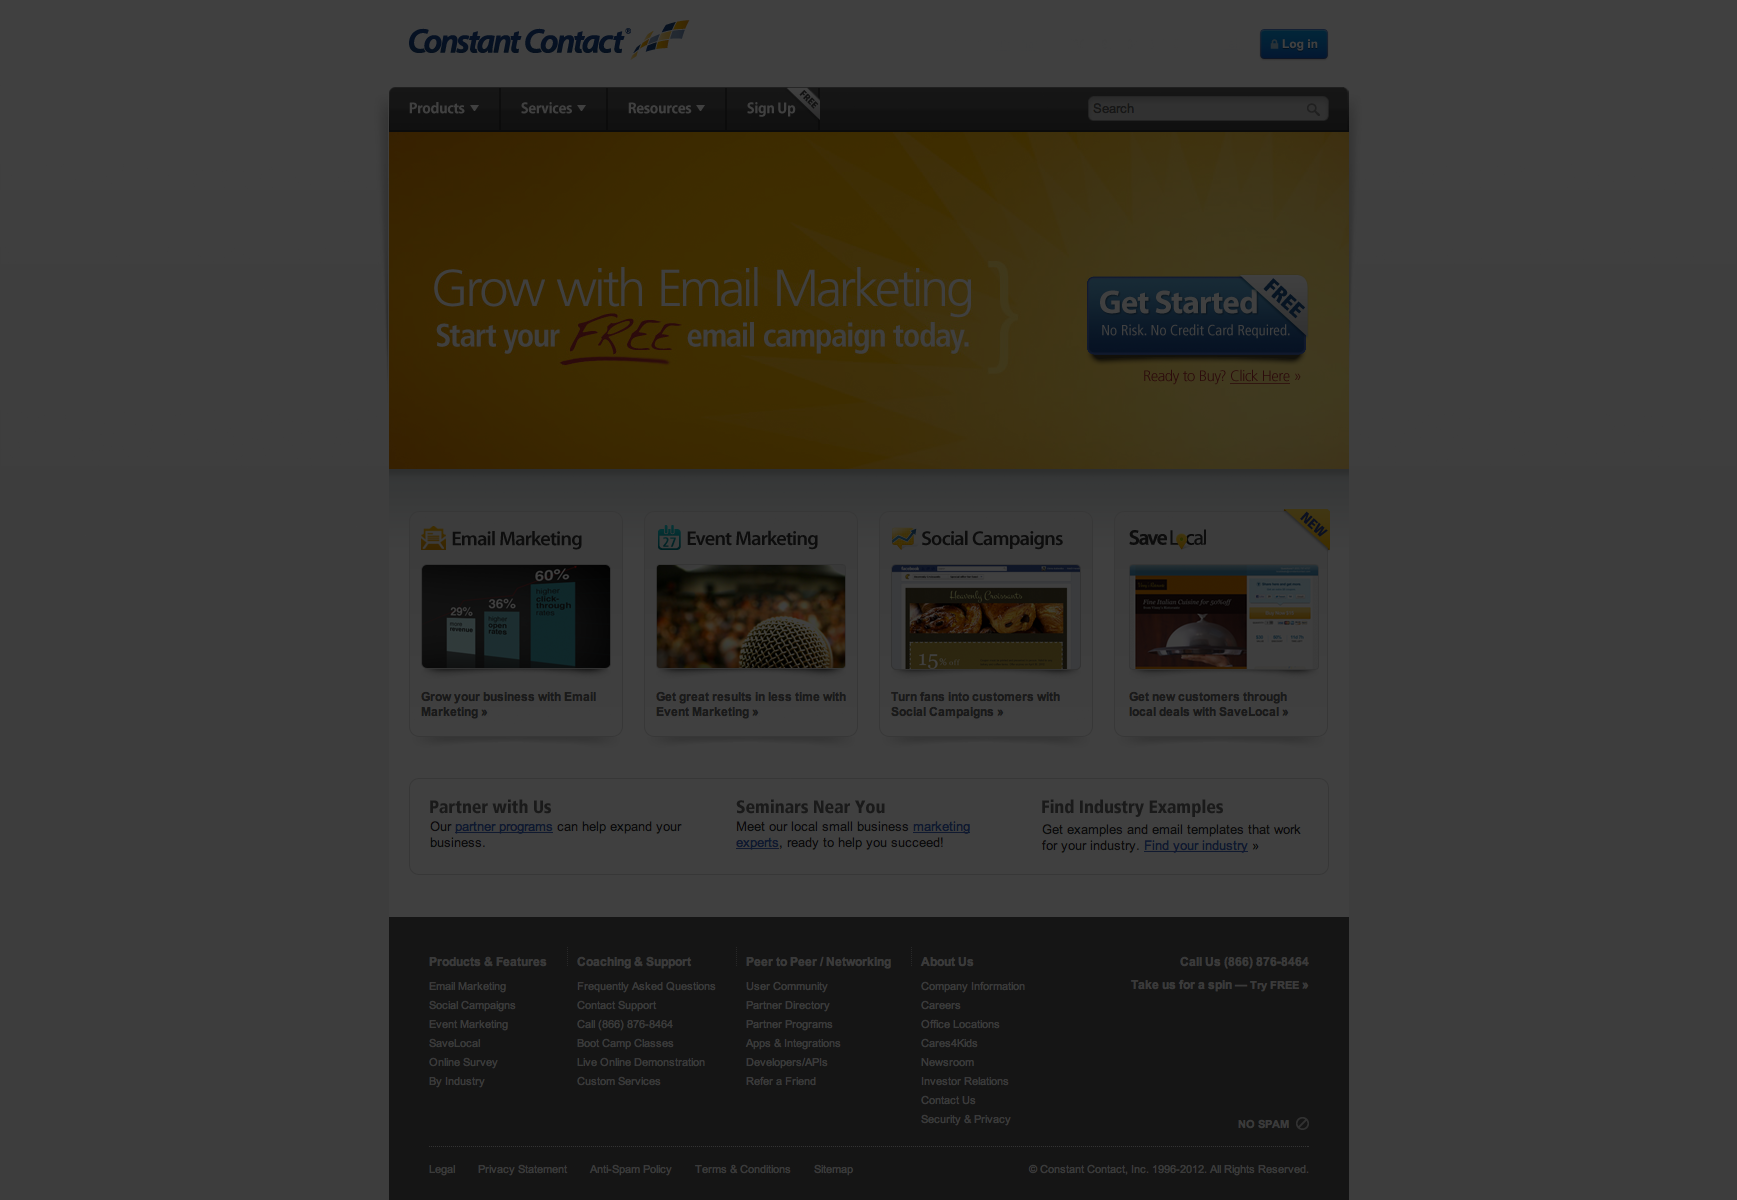 Constant Contact®
Log in
Products
Services
Resources
Sign Up
FREE
Search
Grow with Email Marketing
Start your FREE email campaign today.
Get Started
FREE
No Risk. No Credit Card Required.
Ready to Buy? Click Here »
Email Marketing
29%
more
revenue
36%
higher
open
rates
60%
higher
click-
through
rates
Grow your business with Email
Marketing »
27
Event Marketing
Get great results in less time with
Event Marketing »
Social Campaigns
facebook
Heavenly Croissants
15% off
Turn fans into customers with
Social Campaigns »
SaveLocal
NEW
Fine Italian Cuisine for 50% off
Get new customers through
local deals with SaveLocal »
Partner with Us
Our partner programs can help expand your
business.
Seminars Near You
Meet our local small business marketing
experts, ready to help you succeed!
Find Industry Examples
Get examples and email templates that work
for your industry. Find your industry »
Products & Features
Email Marketing
Social Campaigns
Event Marketing
SaveLocal
Online Survey
By Industry
Coaching & Support
Frequently Asked Questions
Contact Support
Call (866) 876-8464
Boot Camp Classes
Live Online Demonstration
Custom Services
Peer to Peer / Networking
User Community
Partner Directory
Partner Programs
Apps & Integrations
Developers/APIs
Refer a Friend
About Us
Company Information
Careers
Office Locations
Cares4Kids
Newsroom
Investor Relations
Contact Us
Security & Privacy
Call Us (866) 876-8464
Take us for a spin — Try FREE »
NO SPAM
Legal
Privacy Statement
Anti-Spam Policy
Terms & Conditions
Sitemap
© Constant Contact, Inc. 1996-2012. All Rights Reserved.